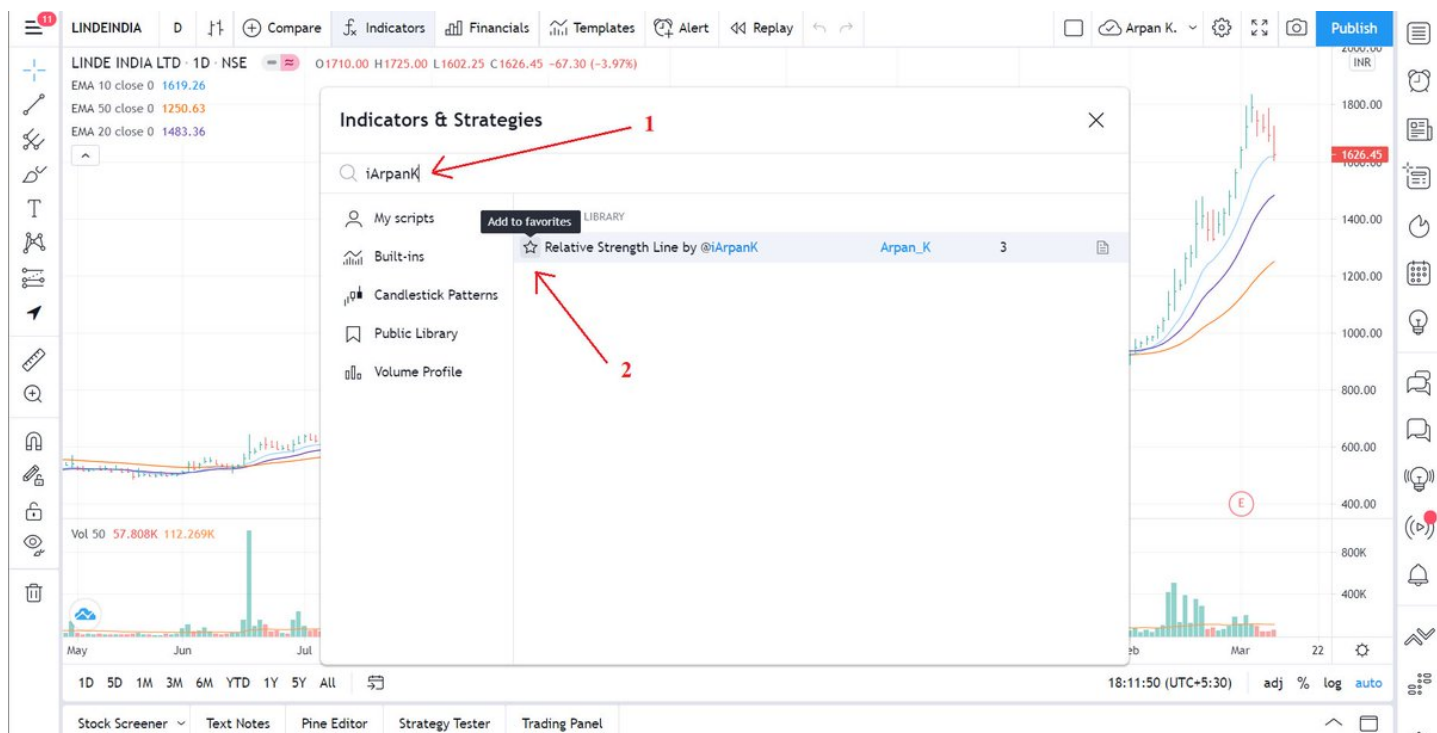 11
LINDEINDIA D Compare fx Indicators Financials Templates Alert Replay Arpan K. Publish
LINDE INDIA LTD · 1D · NSE O1710.00 H1725.00 L1602.25 C1626.45 −67.30 (−3.97%)
INR
EMA 10 close 0 1619.26
EMA 50 close 0 1250.63
EMA 20 close 0 1483.36
2000.00
1800.00
1626.45
1600.00
1400.00
1200.00
1000.00
800.00
600.00
400.00
Indicators & Strategies
1
iArpanK
My scripts
Built-ins
Candlestick Patterns
Public Library
Volume Profile
Add to favorites
LIBRARY
Relative Strength Line by @iArpanK Arpan_K 3
2
E
Vol 50 57.808K 112.269K
800K
400K
May Jun Jul eb Mar 22
1D 5D 1M 3M 6M YTD 1Y 5Y All 18:11:50 (UTC+5:30) adj % log auto
Stock Screener Text Notes Pine Editor Strategy Tester Trading Panel